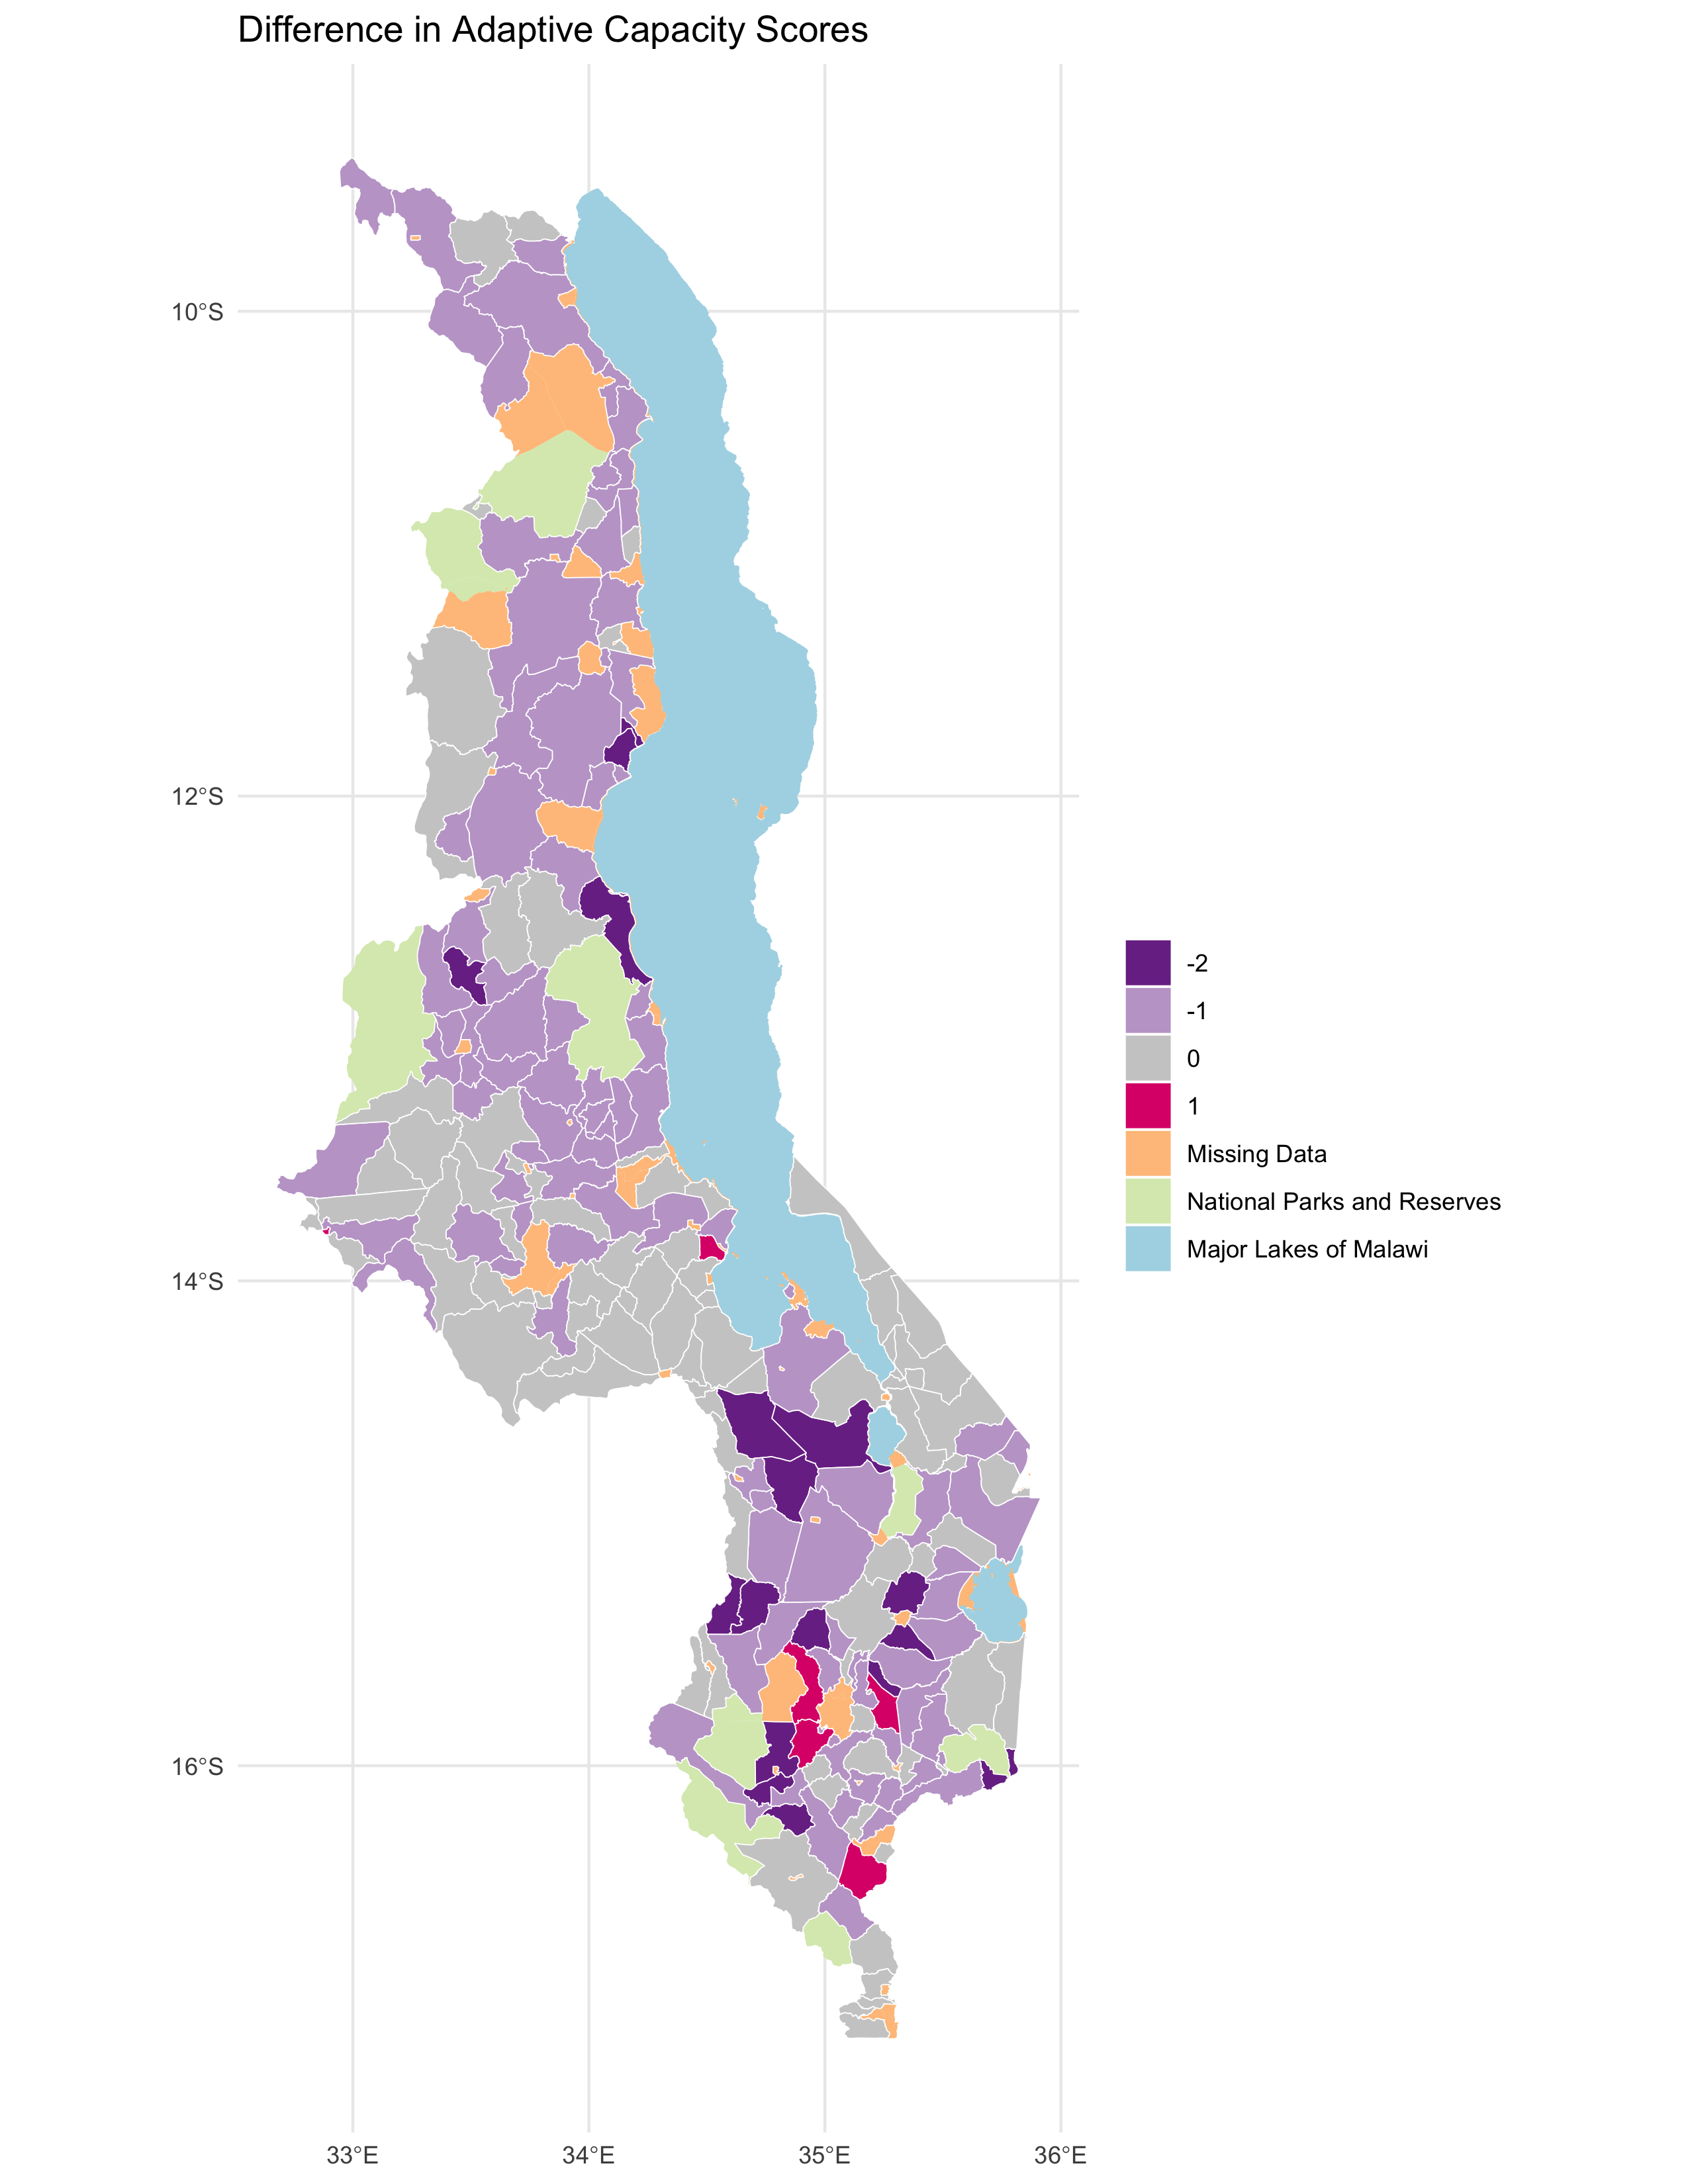 Difference in Adaptive Capacity Scores
10°S
12°S
14°S
16°S
33°E
34°E
35°E
36°E
-2
-1
0
1
Missing Data
National Parks and Reserves
Major Lakes of Malawi